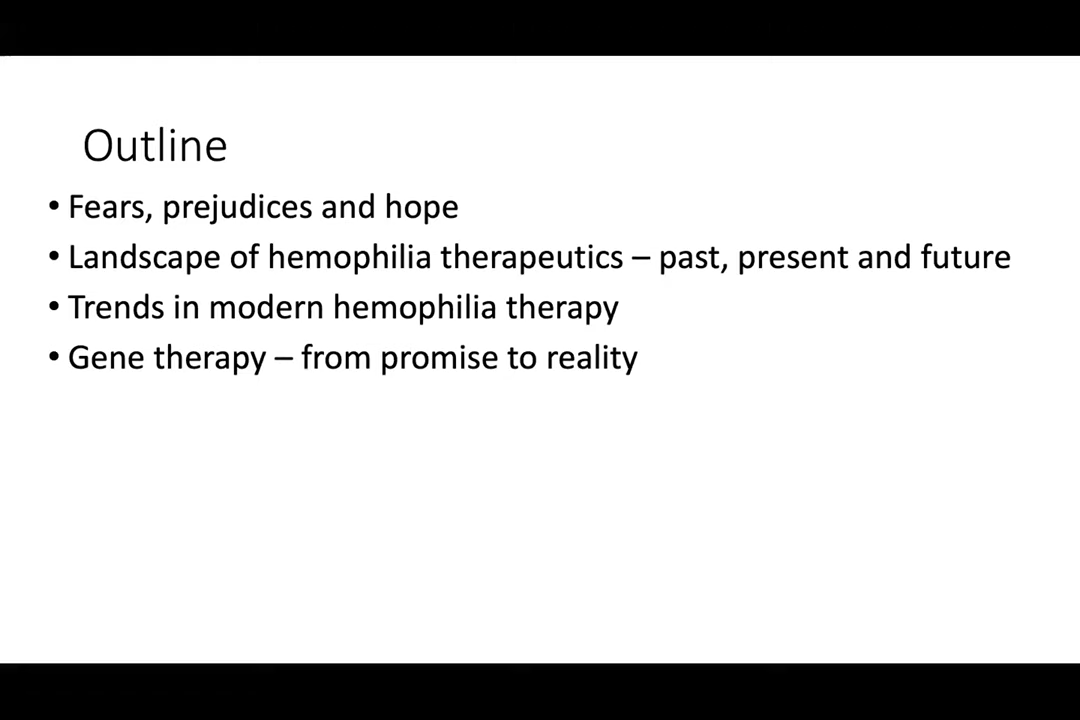 Outline
• Fears, prejudices and hope
• Landscape of hemophilia therapeutics – past, present and future
• Trends in modern hemophilia therapy
• Gene therapy – from promise to reality